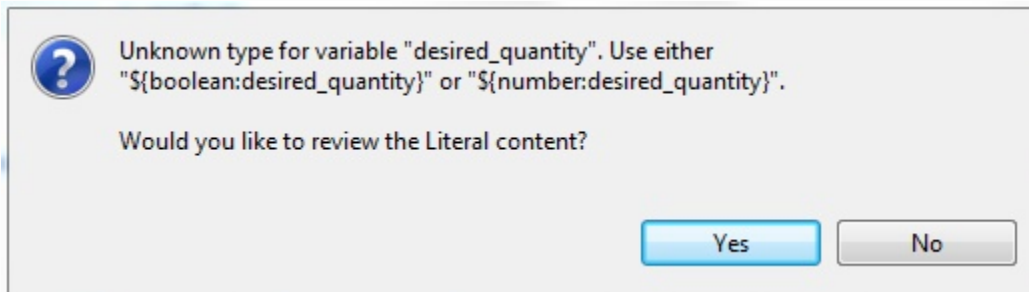 Unknown type for variable "desired_quantity". Use either
"${boolean:desired_quantity}" or "${number:desired_quantity}".
Would you like to review the Literal content?
Yes
No